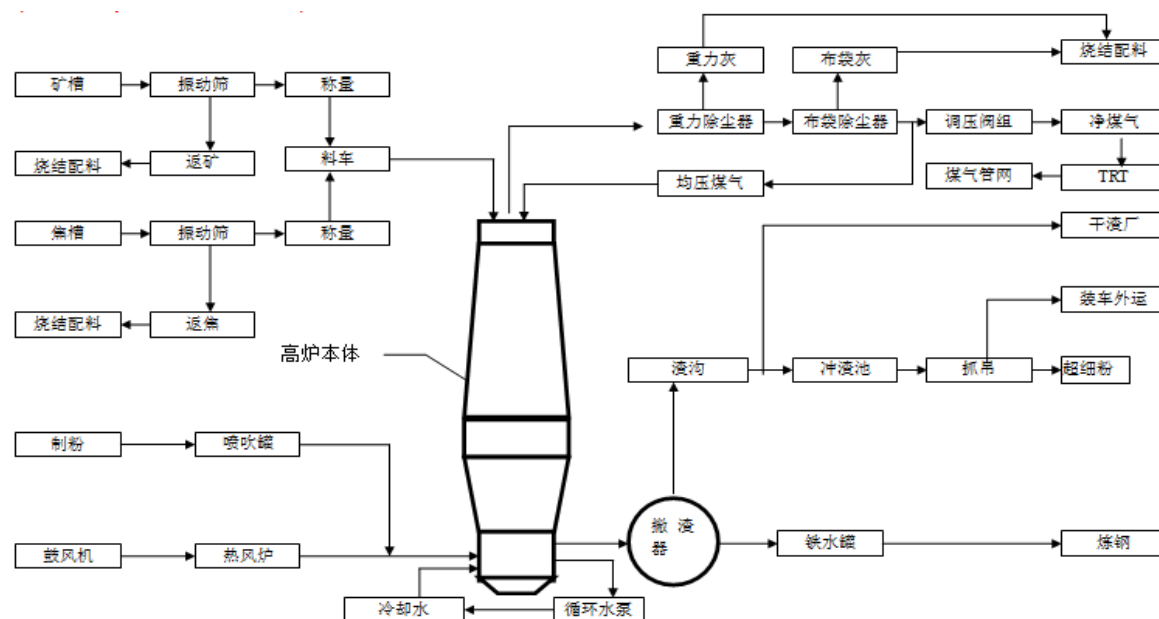 重力灰
布袋灰
烧结配料
矿槽
振动筛
称量
重力除尘器
布袋除尘器
调压阀组
净煤气
烧结配料
返矿
料车
均压煤气
煤气管网
TRT
焦槽
振动筛
称量
干渣厂
装车外运
烧结配料
返焦
高炉本体
渣沟
冲渣池
抓吊
超细粉
制粉
喷吹罐
撇 渣
器
鼓风机
热风炉
铁水罐
炼钢
冷却水
循环水泵